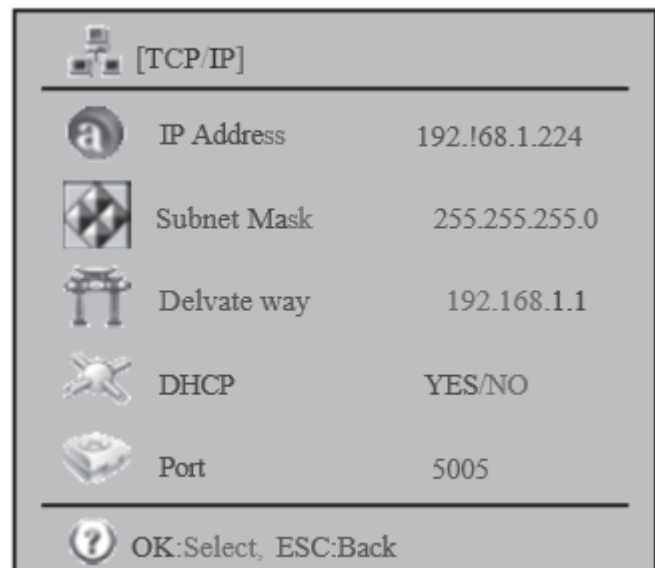 [TCP/IP]
IP Address 192.!68.1.224
Subnet Mask 255.255.255.0
Delvate way 192.168.1.1
DHCP YES/NO
Port 5005
OK:Select, ESC:Back